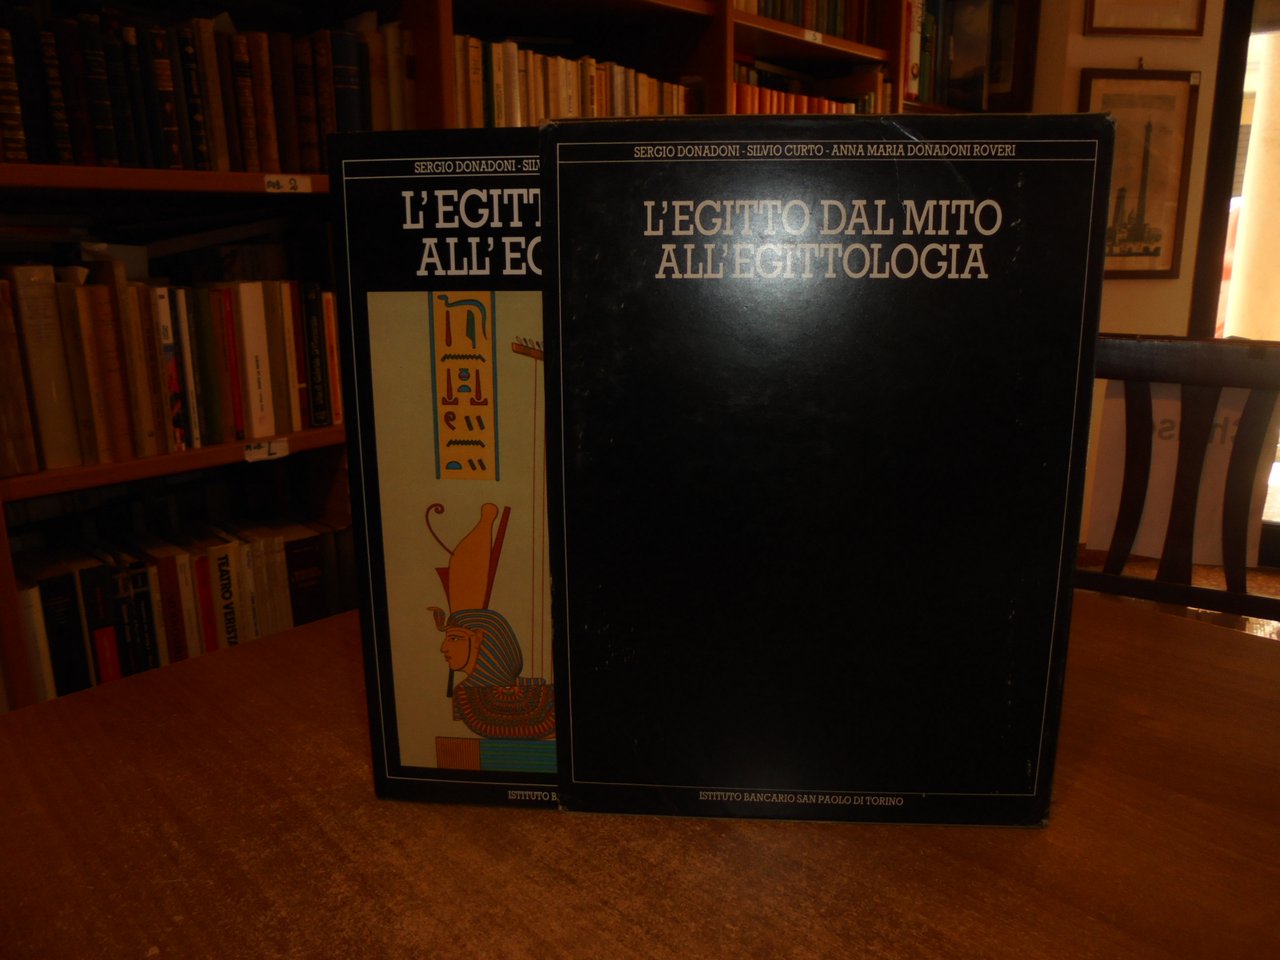 SERGIO DONADONI - SIL
L'EGITT
ALL'EG
ISTITUTO B
SERGIO DONADONI - SILVIO CURTO - ANNA MARIA DONADONI ROVERI
L'EGITTO DAL MITO
ALL'EGITTOLOGIA
ISTITUTO BANCARIO SAN PAOLO DI TORINO
TEATRO VERISTA